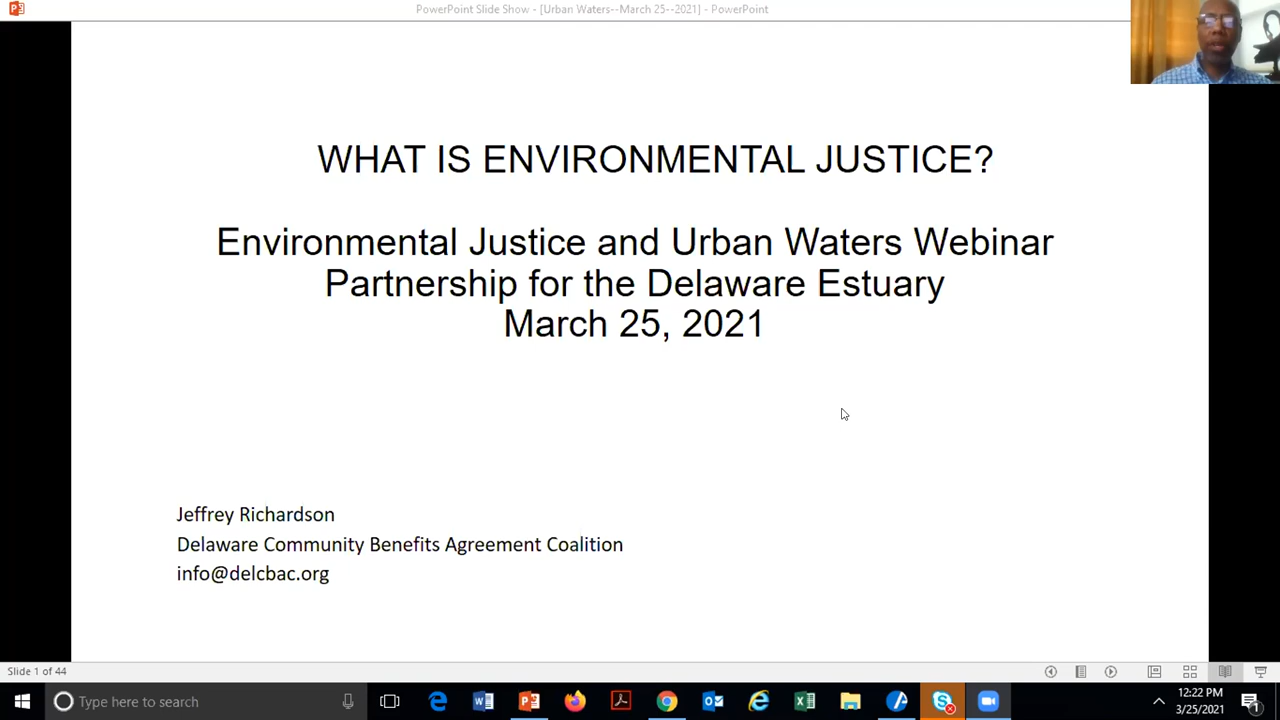 PowerPoint Slide Show - [Urban Waters--March 25--2021] - PowerPoint
WHAT IS ENVIRONMENTAL JUSTICE?
Environmental Justice and Urban Waters Webinar
Partnership for the Delaware Estuary
March 25, 2021
Jeffrey Richardson
Delaware Community Benefits Agreement Coalition
info@delcbac.org
Slide 1 of 44
Type here to search
12:22 PM
3/25/2021